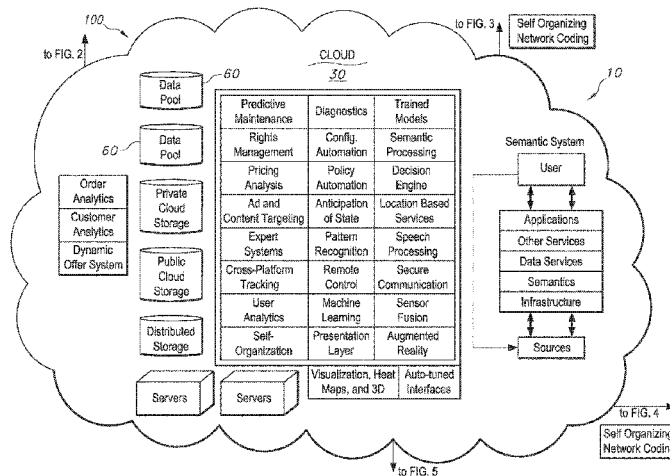 100
to FIG. 2
to FIG. 3
Self Organizing
Network Coding
CLOUD
30
10
60
Data
Pool
60
Data
Pool
Private
Cloud
Storage
Public
Cloud
Storage
Distributed
Storage
Order
Analytics
Customer
Analytics
Dynamic
Offer System
Predictive
Maintenance
Diagnostics
Trained
Models
Rights
Management
Config.
Automation
Semantic
Processing
Pricing
Analysis
Policy
Automation
Decision
Engine
Ad and
Content Targeting
Anticipation
of State
Location Based
Services
Expert
Systems
Pattern
Recognition
Speech
Processing
Cross-Platform
Tracking
Remote
Control
Secure
Communication
User
Analytics
Machine
Learning
Sensor
Fusion
Self-
Organization
Presentation
Layer
Augmented
Reality
Visualization, Heat
Maps, and 3D
Auto-tuned
Interfaces
Servers
Servers
Semantic System
User
Applications
Other Services
Data Services
Semantics
Infrastructure
Sources
to FIG. 4
Self Organizing
Network Coding
to FIG. 5